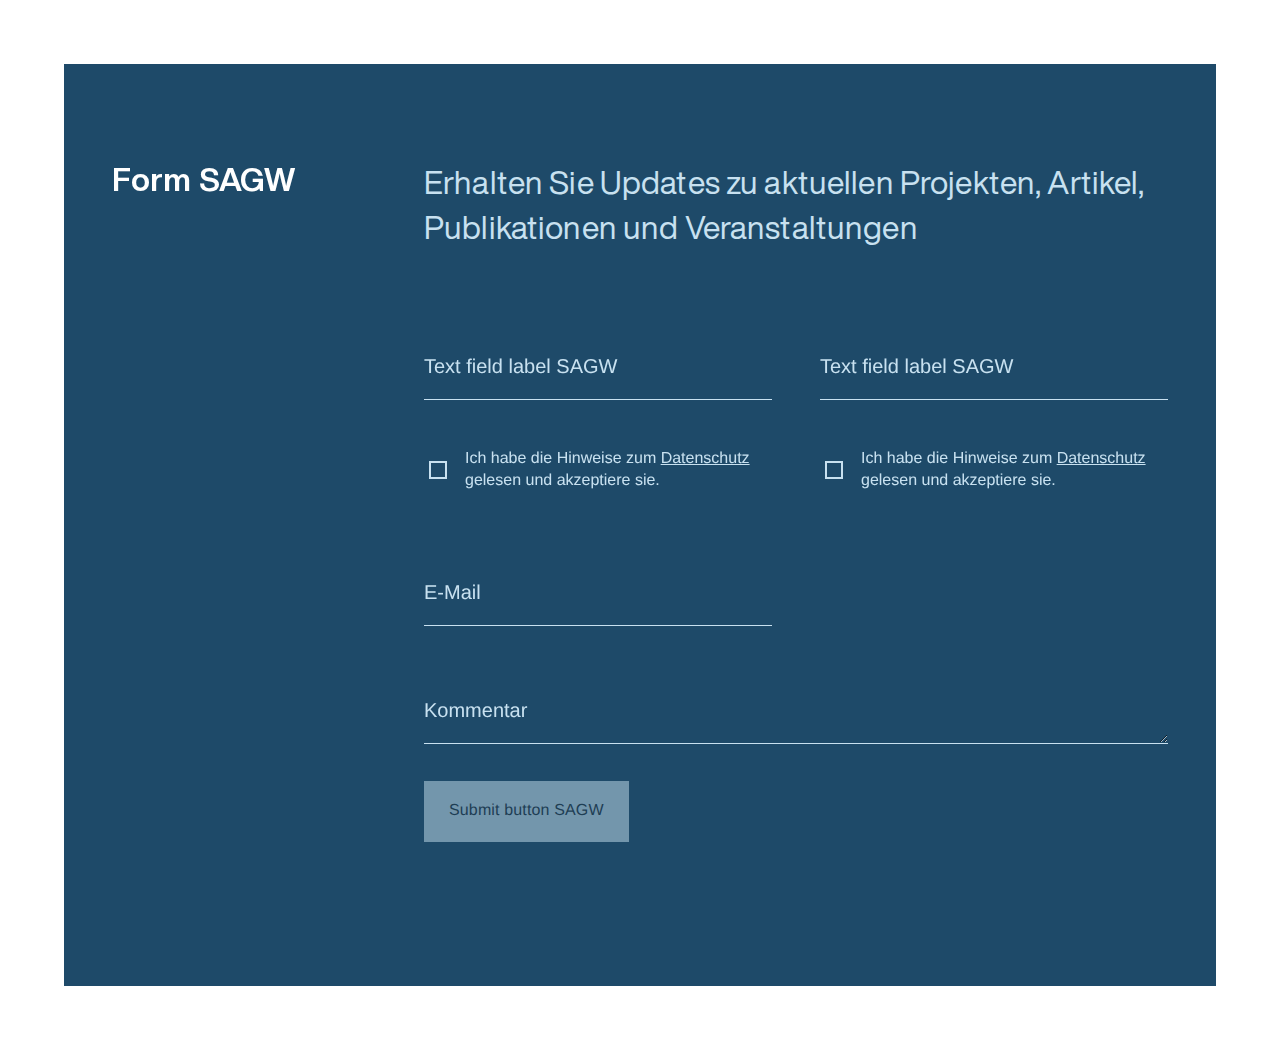 Form SAGW
Erhalten Sie Updates zu aktuellen Projekten, Artikel,
Publikationen und Veranstaltungen
Text field label SAGW
Text field label SAGW
Ich habe die Hinweise zum Datenschutz
gelesen und akzeptiere sie.
Ich habe die Hinweise zum Datenschutz
gelesen und akzeptiere sie.
E-Mail
Kommentar
Submit button SAGW